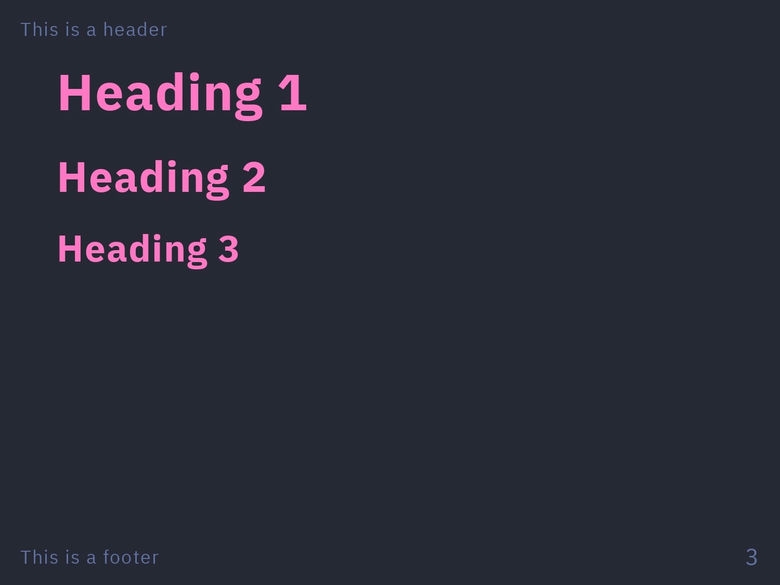 This is a header
Heading 1
Heading 2
Heading 3
This is a footer
3